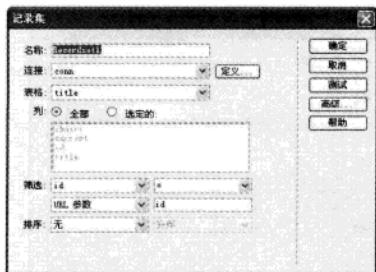 记录集
名称:
连接: conn 定义...
表格: title
列: 全部 选定的:
title
筛选: id =
URL 参数 id
排序: 无 升序
确定
取消
测试
高级...
帮助